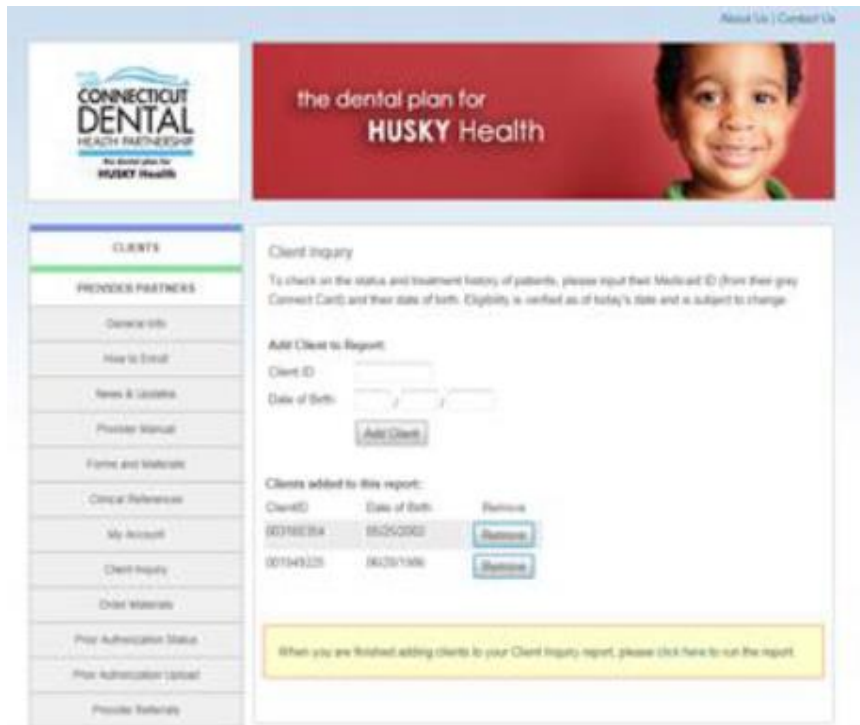 About Us | Contact Us
CONNECTICUT
DENTAL
HEALTH PARTNERSHIP
the dental plan for
HUSKY Health
the dental plan for
HUSKY Health
CLIENTS
PROVIDER PARTNERS
General Info
How to Enroll
News & Updates
Provider Manual
Forms and Materials
Clinical References
My Account
Client Inquiry
Order Materials
Prior Authorization Status
Prior Authorization Upload
Provider Referrals
Client Inquiry
To check on the status and treatment history of patients, please input their Medicaid ID (from their gray
Connect Card) and their date of birth. Eligibility is verified as of today's date and is subject to change.
Add Client to Report:
Client ID
Date of Birth / /
Add Client
Clients added to this report:
ClientID Date of Birth Remove
Remove
Remove
When you are finished adding clients to your Client Inquiry report, please click here to run the report.